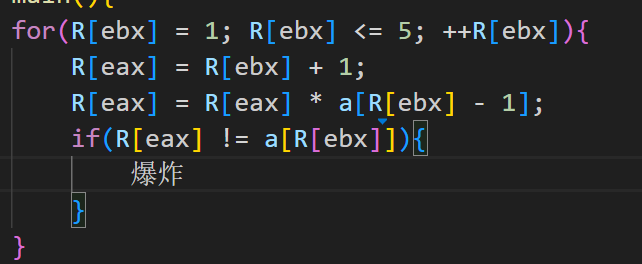 main(){
for(R[ebx] = 1; R[ebx] <= 5; ++R[ebx]){
R[eax] = R[ebx] + 1;
R[eax] = R[eax] * a[R[ebx] - 1];
if(R[eax] != a[R[ebx]]){
爆炸
}
}